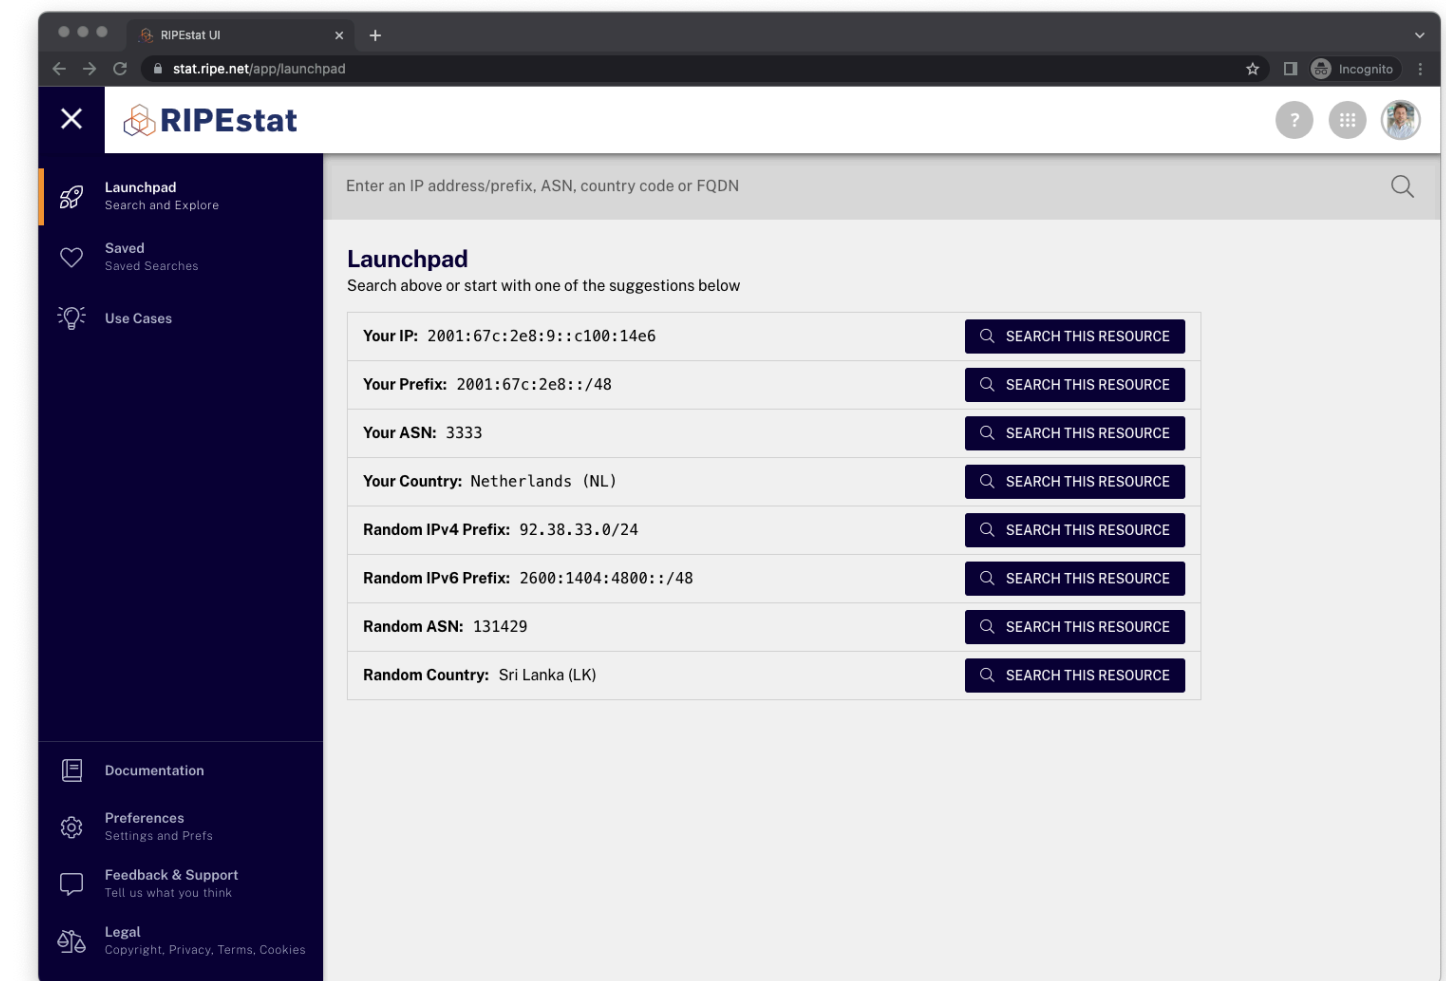 RIPEstat UI
stat.ripe.net/app/launchpad
Incognito
RIPEstat
?
Launchpad
Search and Explore
Saved
Saved Searches
Use Cases
Enter an IP address/prefix, ASN, country code or FQDN
Launchpad
Search above or start with one of the suggestions below
Your IP: 2001:67c:2e8:9::c100:14e6 SEARCH THIS RESOURCE
Your Prefix: 2001:67c:2e8::/48 SEARCH THIS RESOURCE
Your ASN: 3333 SEARCH THIS RESOURCE
Your Country: Netherlands (NL) SEARCH THIS RESOURCE
Random IPv4 Prefix: 92.38.33.0/24 SEARCH THIS RESOURCE
Random IPv6 Prefix: 2600:1404:4800::/48 SEARCH THIS RESOURCE
Random ASN: 131429 SEARCH THIS RESOURCE
Random Country: Sri Lanka (LK) SEARCH THIS RESOURCE
Documentation
Preferences
Settings and Prefs
Feedback & Support
Tell us what you think
Legal
Copyright, Privacy, Terms, Cookies